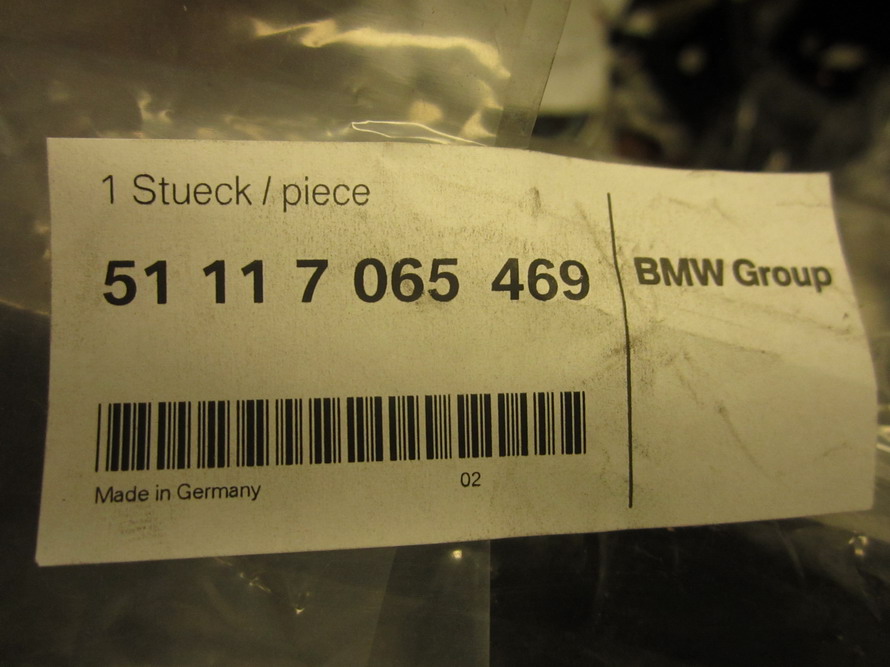 1 Stueck / piece
51 11 7 065 469
BMW Group
Made in Germany
02